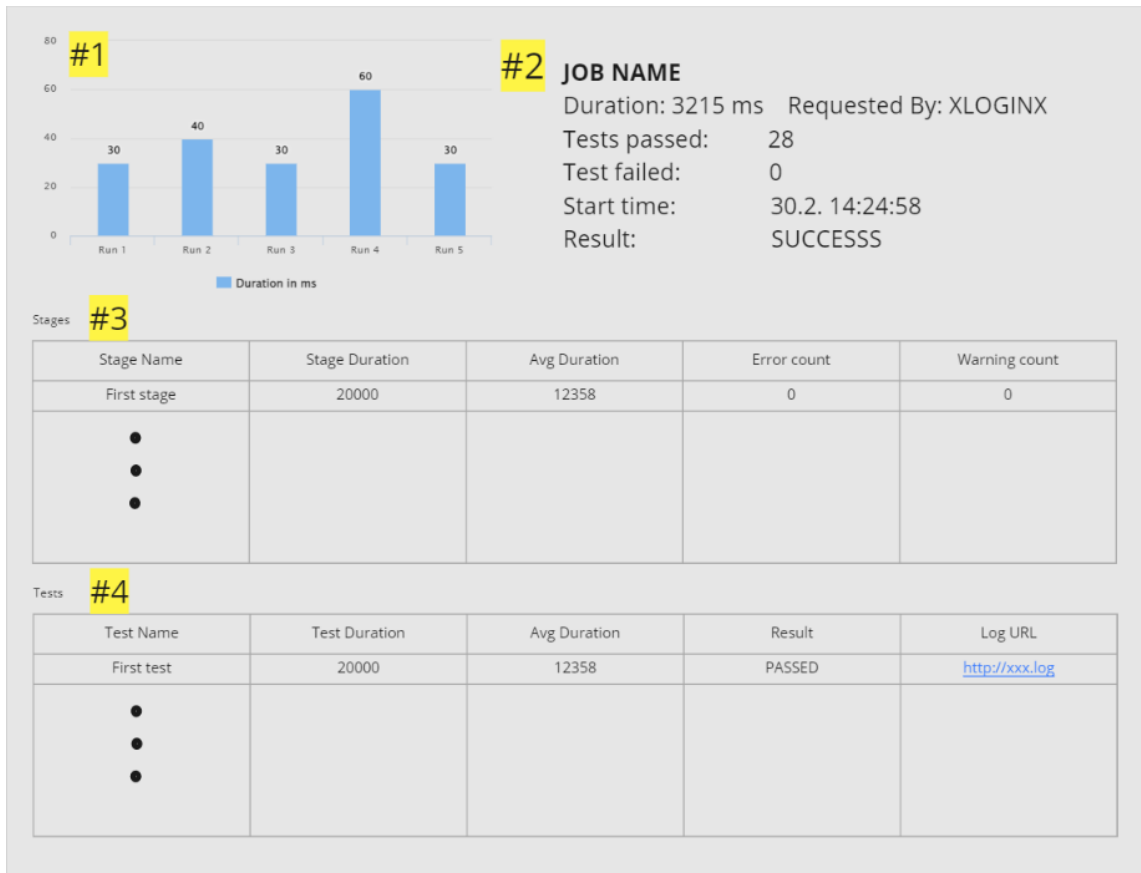 #1
80
60
40
20
0
30
40
30
60
30
Run 1 Run 2 Run 3 Run 4 Run 5
Duration in ms
#2 JOB NAME
Duration: 3215 ms Requested By: XLOGINX
Tests passed: 28
Test failed: 0
Start time: 30.2. 14:24:58
Result: SUCCESSS
Stages #3
Stage Name Stage Duration Avg Duration Error count Warning count
First stage 20000 12358 0 0
Tests #4
Test Name Test Duration Avg Duration Result Log URL
First test 20000 12358 PASSED http://xxx.log